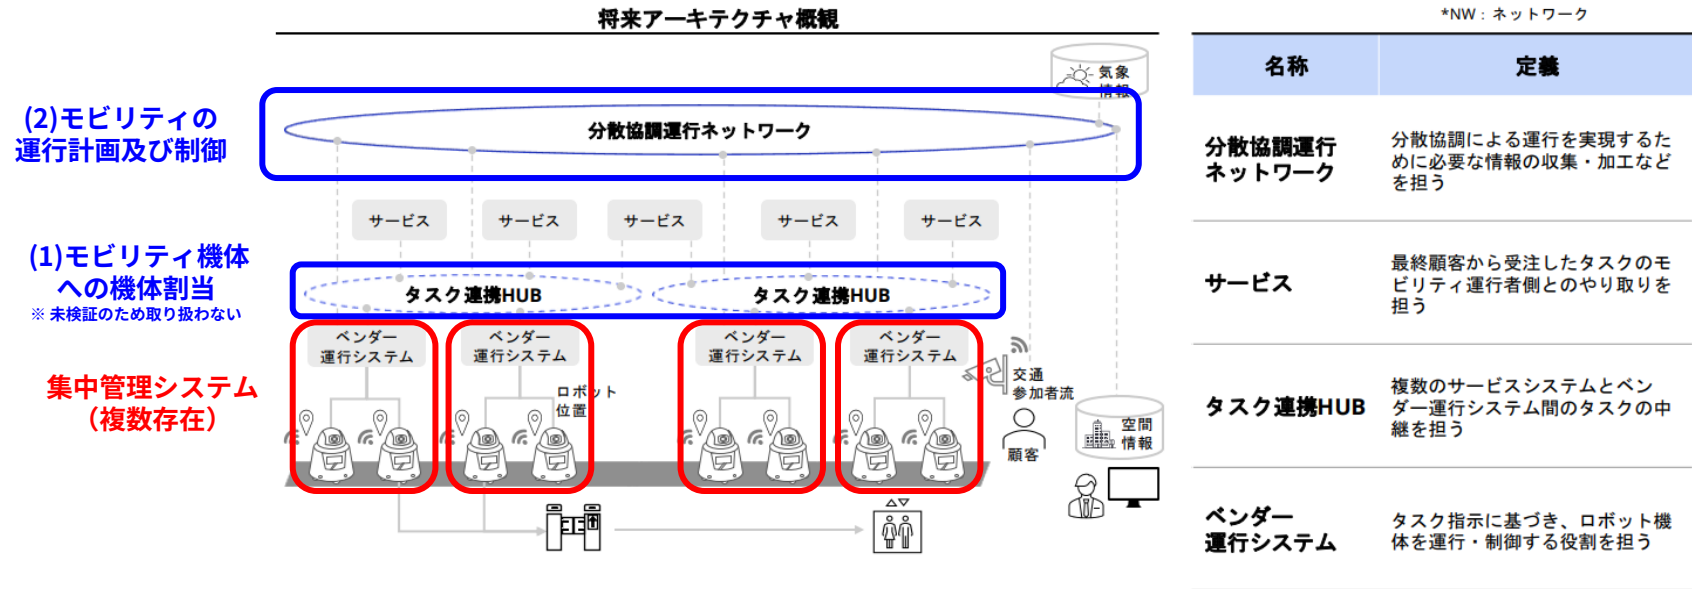 将来アーキテクチャ概観
*NW：ネットワーク
気象
情報
(2)モビリティの
運行計画及び制御
分散協調運行ネットワーク
サービス
サービス
サービス
サービス
サービス
(1)モビリティ機体
への機体割当
※ 未検証のため取り扱わない
タスク連携HUB
タスク連携HUB
集中管理システム
（複数存在）
ベンダー
運行システム
ベンダー
運行システム
ベンダー
運行システム
ベンダー
運行システム
ロボット
位置
交通
参加者流
顧客
空間
情報
名称
定義
分散協調運行
ネットワーク
分散協調による運行を実現するた
めに必要な情報の収集・加工など
を担う
サービス
最終顧客から受注したタスクのモ
ビリティ運行者側とのやり取りを
担う
タスク連携HUB
複数のサービスシステムとベン
ダー運行システム間のタスクの中
継を担う
ベンダー
運行システム
タスク指示に基づき、ロボット機
体を運行・制御する役割を担う